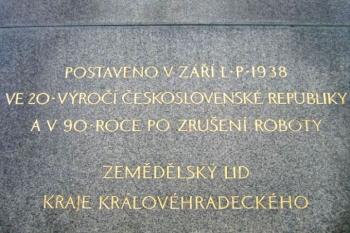 POSTAVENO V ZÁŘÍ L·P·1938
VE 20·VÝROČÍ ČESKOSLOVENSKÉ REPUBLIKY
A V 90·ROCE PO ZRUŠENÍ ROBOTY
ZEMĚDĚLSKÝ LID
KRAJE KRÁLOVÉHRADECKÉHO